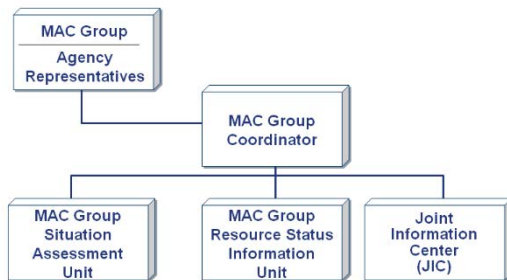 MAC Group
Agency
Representatives
MAC Group
Coordinator
MAC Group
Situation
Assessment
Unit
MAC Group
Resource Status
Information
Unit
Joint
Information
Center
(JIC)